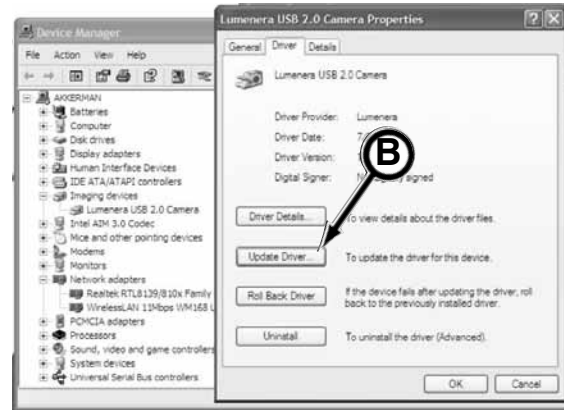 Device Manager
File Action View Help
AKKERMAN
Batteries
Computer
Disk drives
Display adapters
Human Interface Devices
IDE ATA/ATAPI controllers
Imaging devices
Lumenera USB 2.0 Camera
Intel AIM 3.0 Codec
Mice and other pointing devices
Modems
Monitors
Network adapters
Realtek RTL8139/810x Family
WirelessLAN 11Mbps WM168
PCMCIA adapters
Processors
Sound, video and game controllers
System devices
Universal Serial Bus controllers
Lumenera USB 2.0 Camera Properties
General Driver Details
Lumenera USB 2.0 Camera
Driver Provider: Lumenera
Driver Date: 7/
Driver Version:
Digital Signer: signed
B
Driver Details... To view details about the driver files.
Update Driver... To update the driver for this device.
Roll Back Driver If the device fails after updating the driver, roll
back to the previously installed driver.
Uninstall To uninstall the driver (Advanced).
OK Cancel